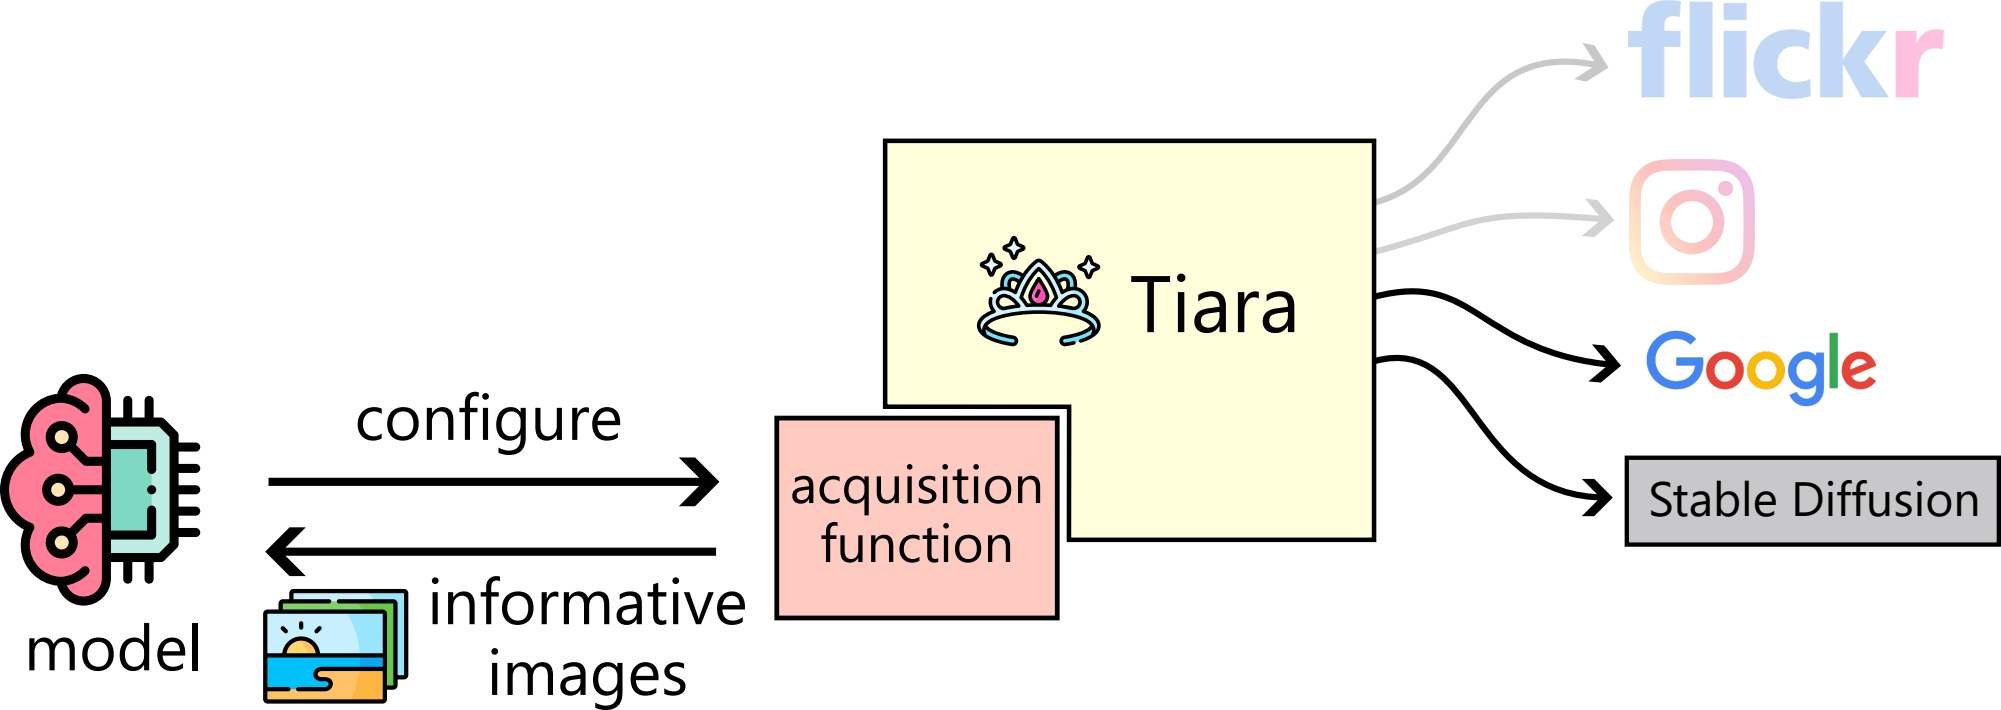 flickr
Tiara
Google
configure
acquisition
function
Stable Diffusion
informative
images
model